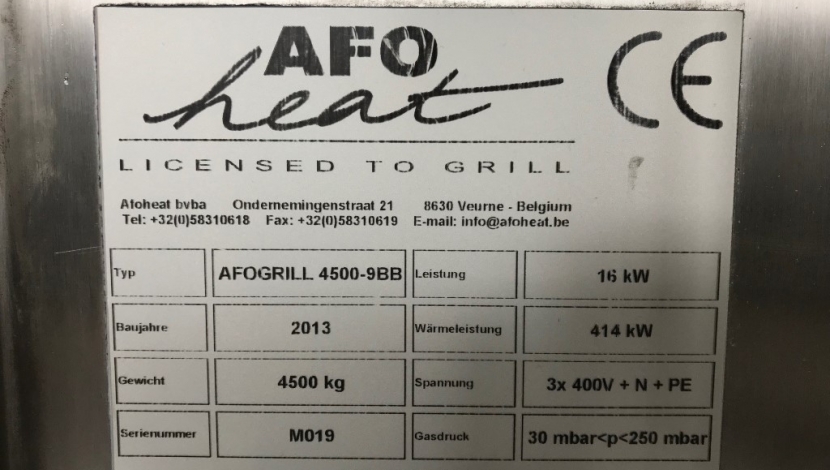 AFO
heat
CE
LICENSED TO GRILL
Afoheat bvba Ondernemingenstraat 21 8630 Veurne - Belgium
Tel: +32(0)58310618 Fax: +32(0)58310619 E-mail: info@afoheat.be
Typ AFOGRILL 4500-9BB Leistung 16 kW
Baujahre 2013 Wärmeleistung 414 kW
Gewicht 4500 kg Spannung 3x 400V + N + PE
Serienummer M019 Gasdruck 30 mbar<p<250 mbar